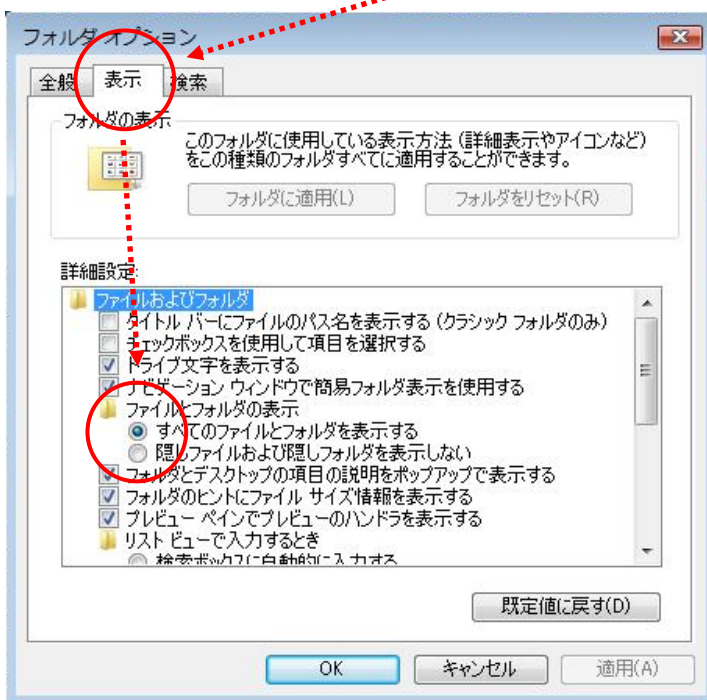 フォルダ オプション
全般 表示 検索
フォルダの表示
このフォルダに使用している表示方法 (詳細表示やアイコンなど)
をこの種類のフォルダすべてに適用することができます。
フォルダに適用(L) フォルダをリセット(R)
詳細設定:
ファイルおよびフォルダ
タイトル バーにファイルのパス名を表示する (クラシック フォルダのみ)
チェックボックスを使用して項目を選択する
ドライブ文字を表示する
ナビゲーション ウィンドウで簡易フォルダ表示を使用する
ファイルとフォルダの表示
すべてのファイルとフォルダを表示する
隠しファイルおよび隠しフォルダを表示しない
フォルダとデスクトップの項目の説明をポップアップで表示する
フォルダのヒントにファイル サイズ情報を表示する
プレビュー ペインでプレビューのハンドラを表示する
リスト ビューで入力するとき
検索ボックスに自動的に入力する
既定値に戻す(D)
OK キャンセル 適用(A)